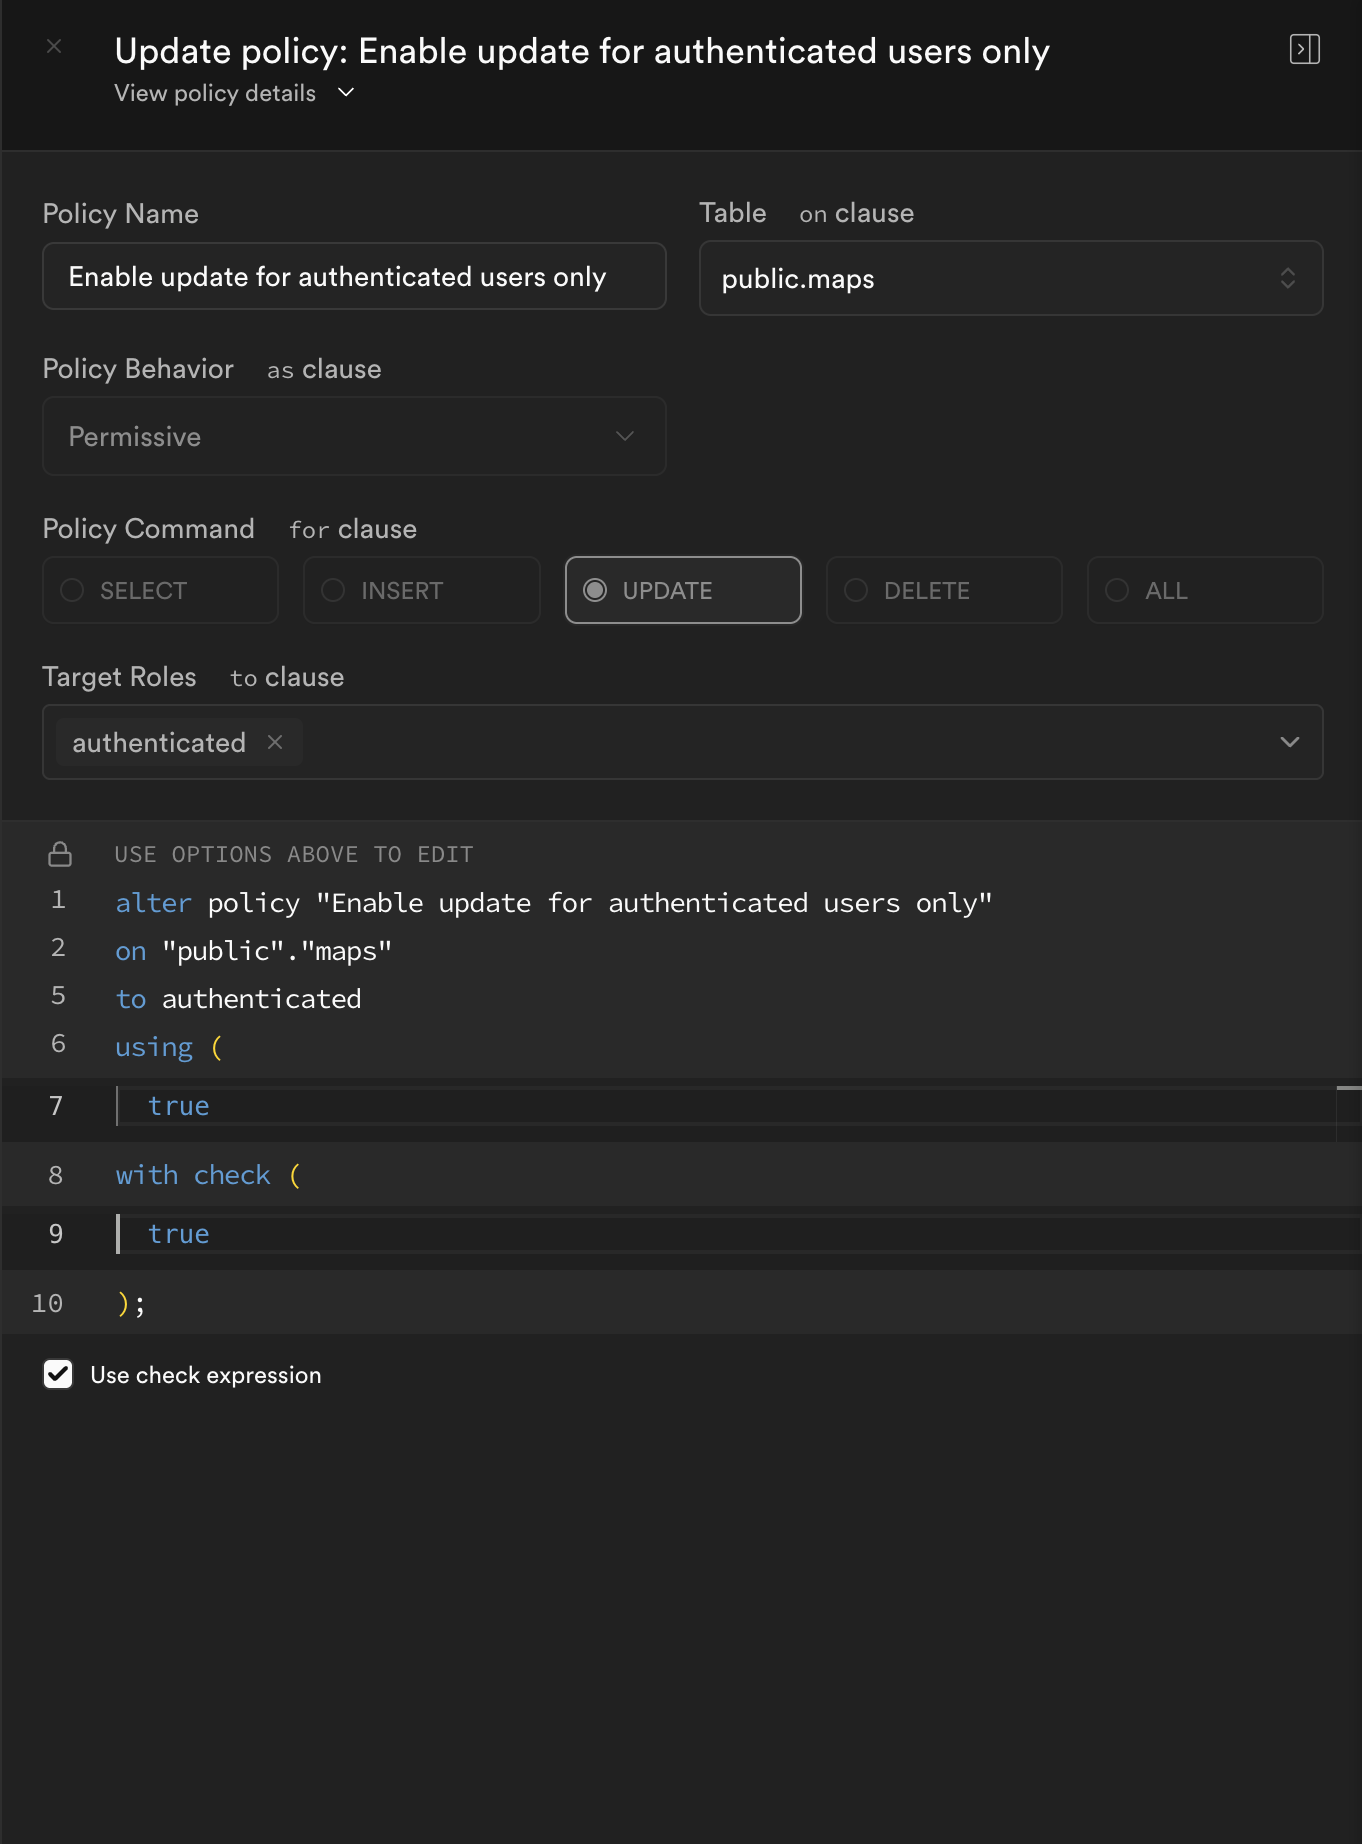 Update policy: Enable update for authenticated users only
View policy details
Policy Name
Table on clause
Enable update for authenticated users only
public.maps
Policy Behavior as clause
Permissive
Policy Command for clause
SELECT INSERT UPDATE DELETE ALL
Target Roles to clause
authenticated
USE OPTIONS ABOVE TO EDIT
1 alter policy "Enable update for authenticated users only"
2 on "public"."maps"
5 to authenticated
6 using (
7 true
8 with check (
9 true
10 );
Use check expression